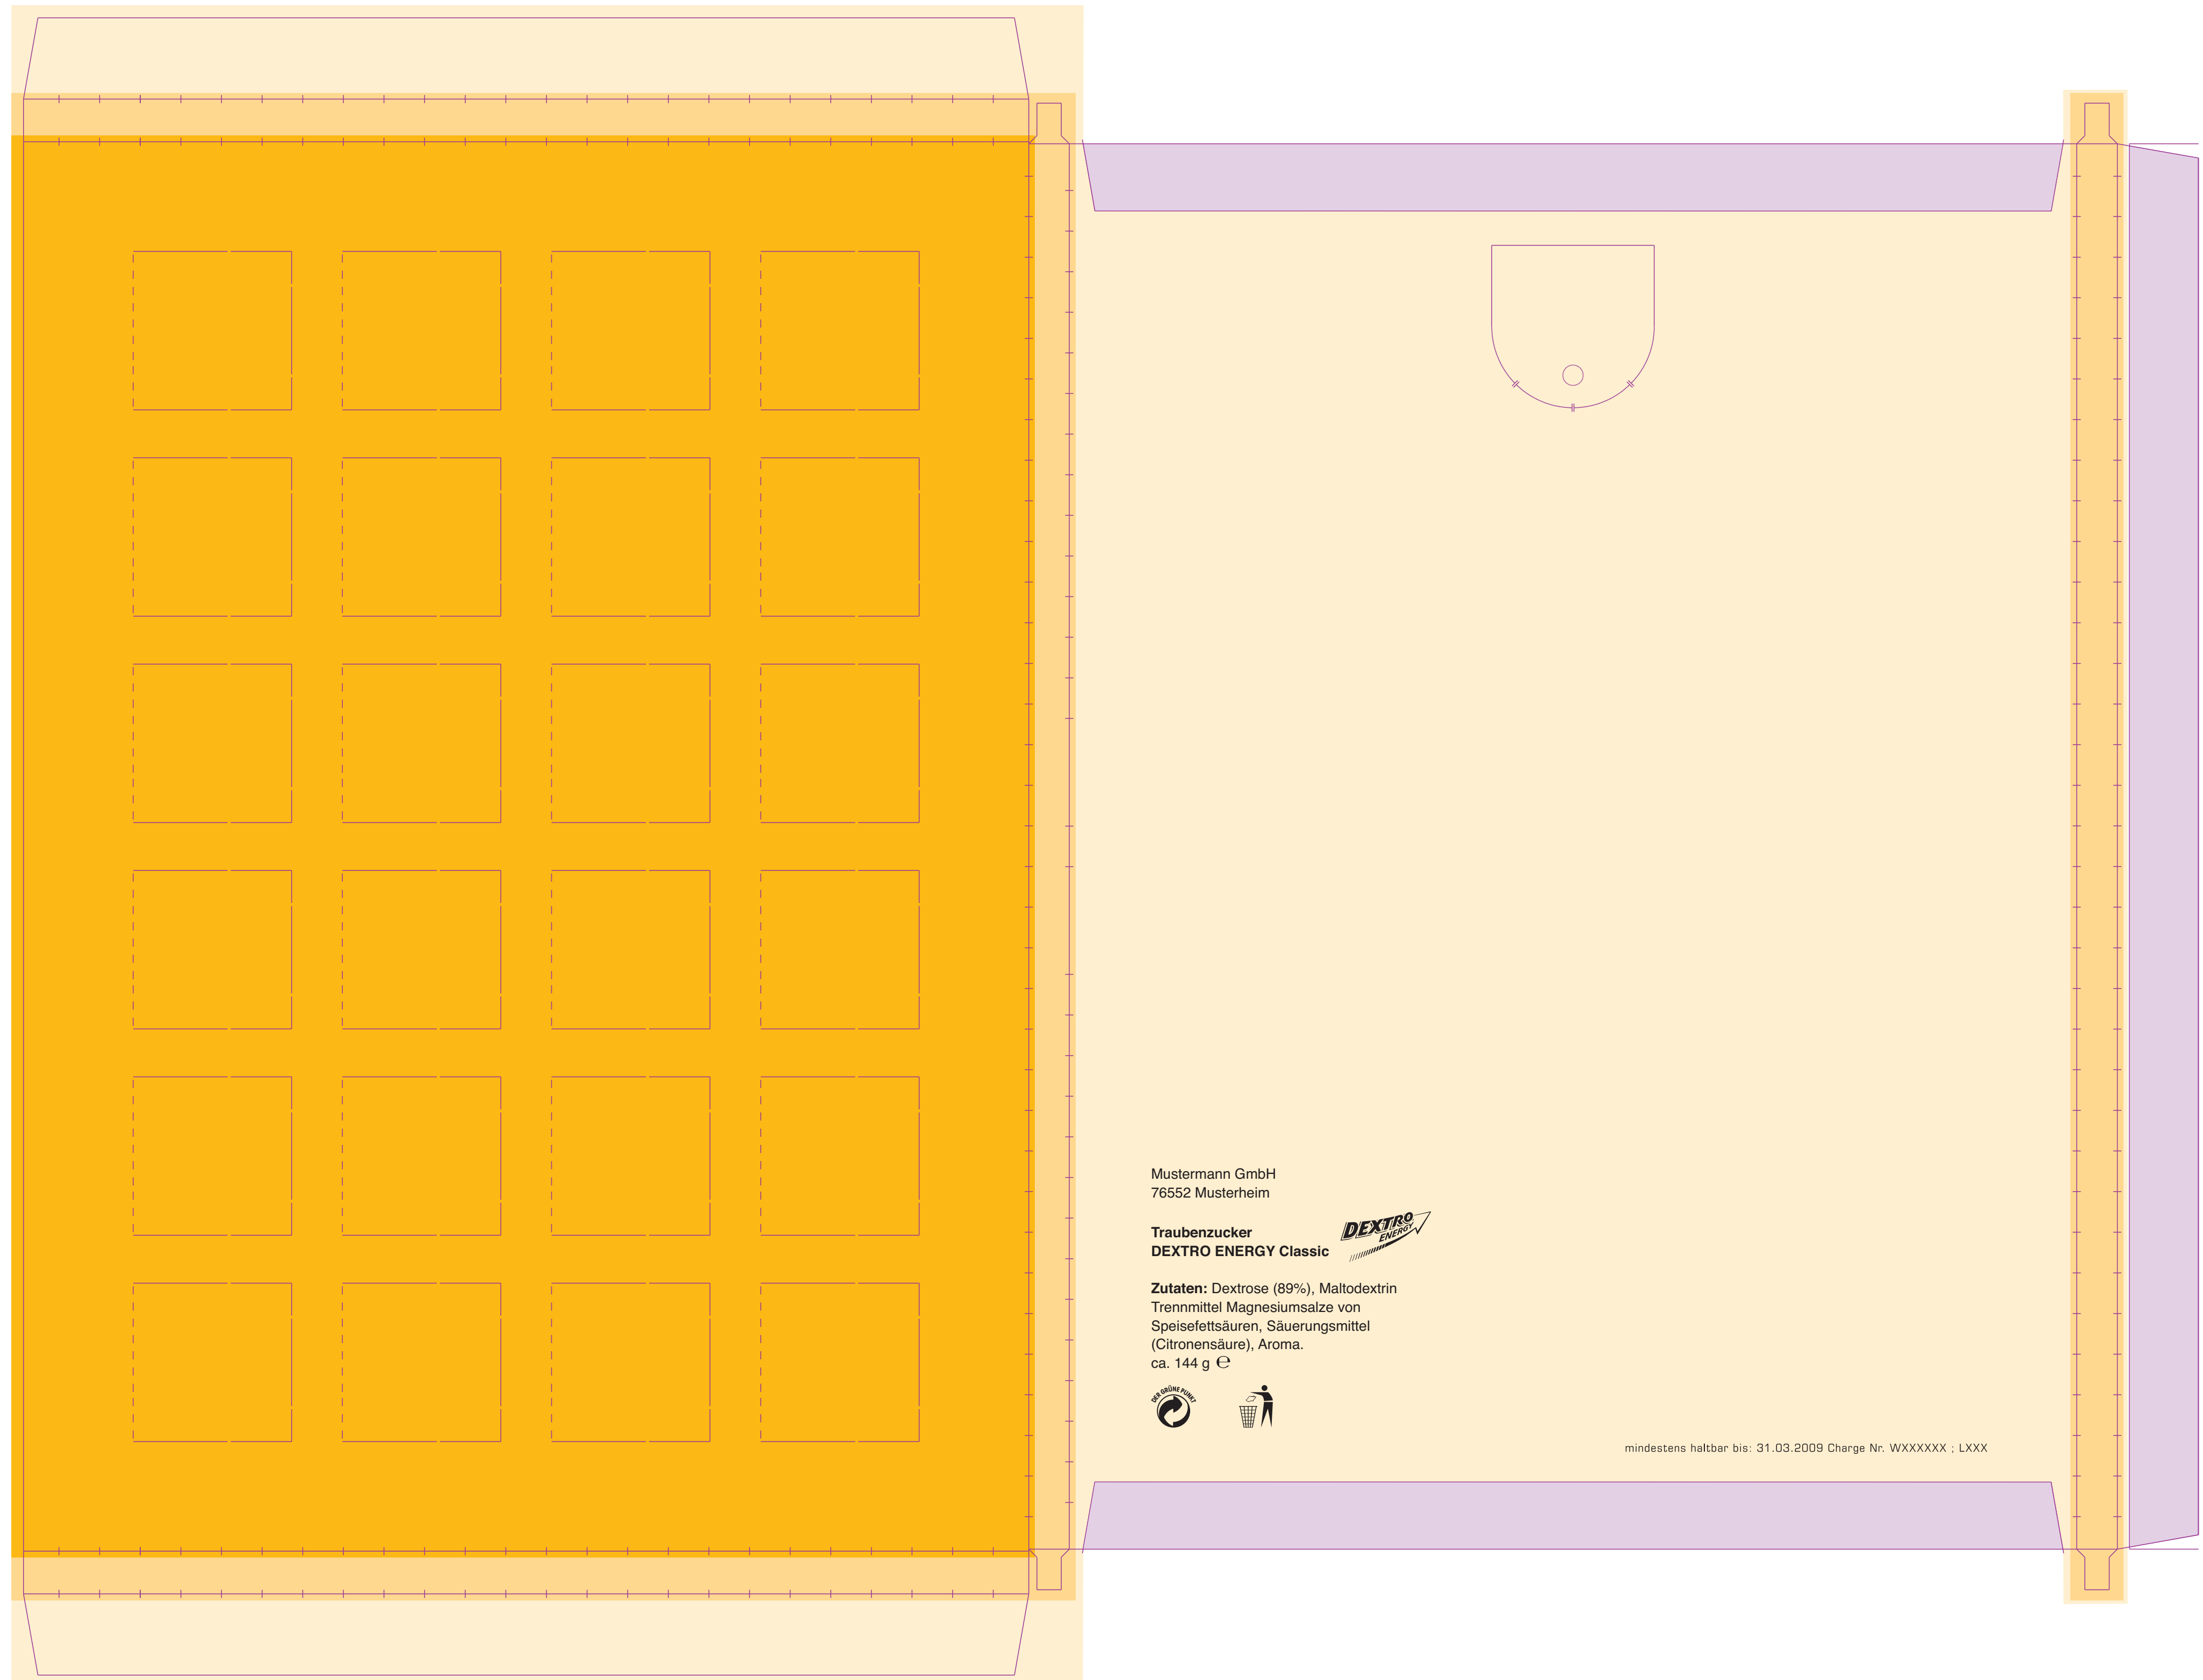 Mustermann GmbH
76552 Musterheim
Traubenzucker
DEXTRO ENERGY Classic
DEXTRO
ENERGY
Zutaten: Dextrose (89%), Maltodextrin
Trennmittel Magnesiumsalze von
Speisefettsäuren, Säuerungsmittel
(Citronensäure), Aroma.
ca. 144 g ℮
DER GRÜNE PUNKT
mindestens haltbar bis: 31.03.2009 Charge Nr. WXXXXXX ; LXXX